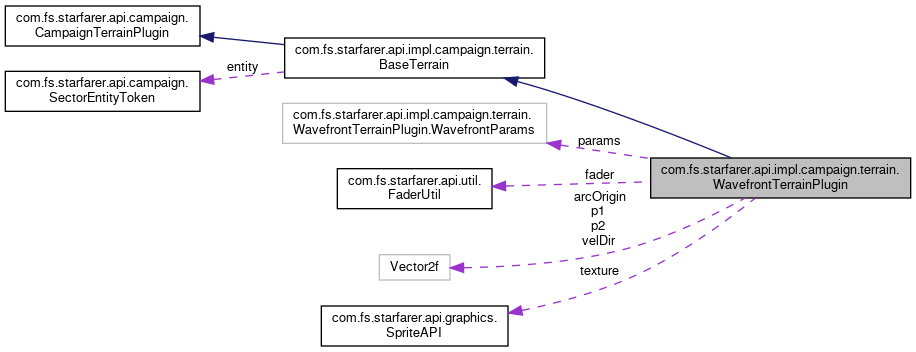 com.fs.starfarer.api.campaign.
CampaignTerrainPlugin
com.fs.starfarer.api.impl.campaign.terrain.
BaseTerrain
entity
com.fs.starfarer.api.campaign.
SectorEntityToken
com.fs.starfarer.api.impl.campaign.terrain.
WavefrontTerrainPlugin.WavefrontParams
params
com.fs.starfarer.api.impl.campaign.terrain.
WavefrontTerrainPlugin
com.fs.starfarer.api.util.
FaderUtil
fader
arcOrigin
p1
p2
velDir
Vector2f
texture
com.fs.starfarer.api.graphics.
SpriteAPI